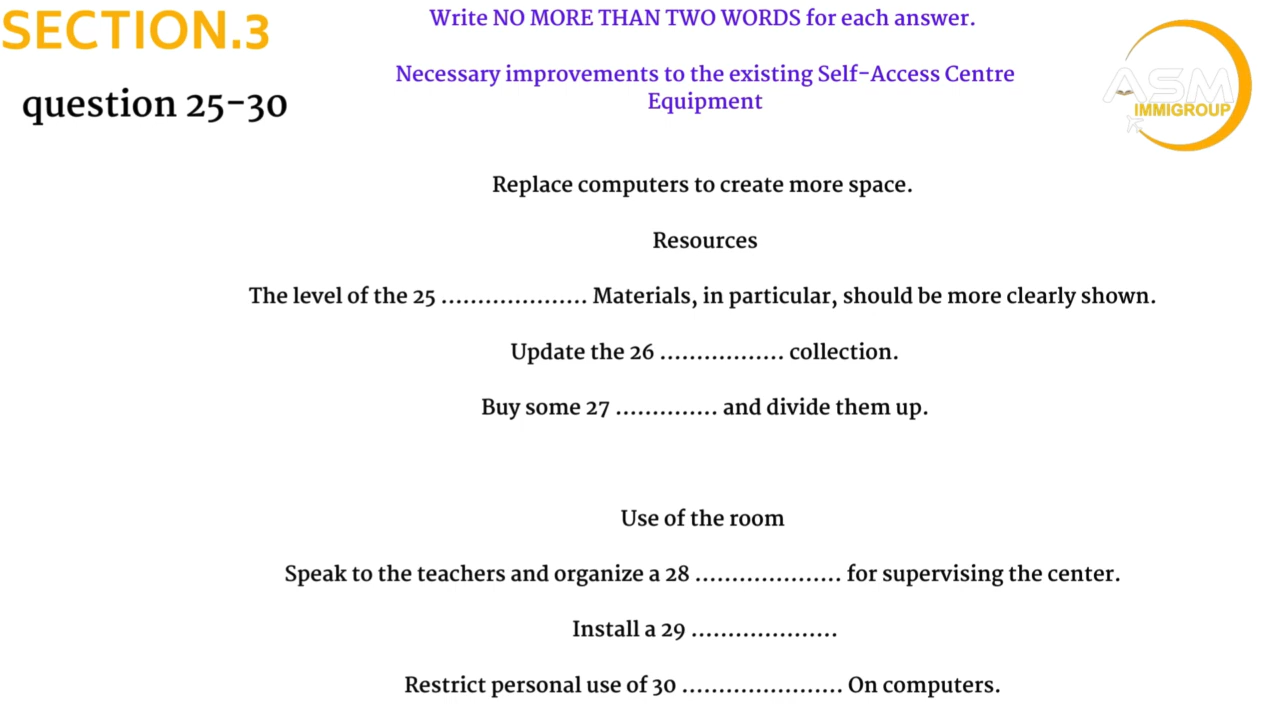 SECTION.3
question 25-30
Write NO MORE THAN TWO WORDS for each answer.
Necessary improvements to the existing Self-Access Centre
Equipment
ASM
IMMIGROUP
Replace computers to create more space.
Resources
The level of the 25 .................... Materials, in particular, should be more clearly shown.
Update the 26 ................. collection.
Buy some 27 .............. and divide them up.
Use of the room
Speak to the teachers and organize a 28 .................... for supervising the center.
Install a 29 ....................
Restrict personal use of 30 ...................... On computers.